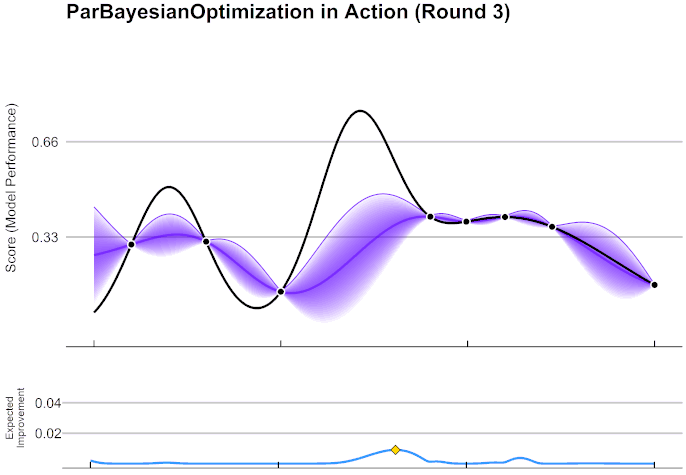 ParBayesianOptimization in Action (Round 3)
Score (Model Performance)
0.66
0.33
Expected
Improvement
0.04
0.02